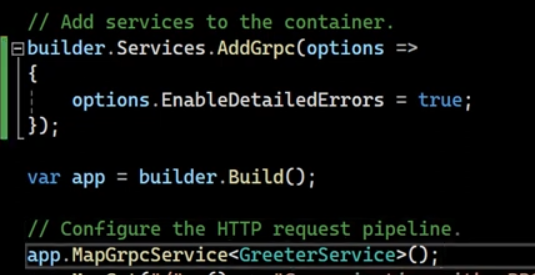 // Add services to the container.
builder.Services.AddGrpc(options =>
{
options.EnableDetailedErrors = true;
});
var app = builder.Build();
// Configure the HTTP request pipeline.
app.MapGrpcService<GreeterService>();